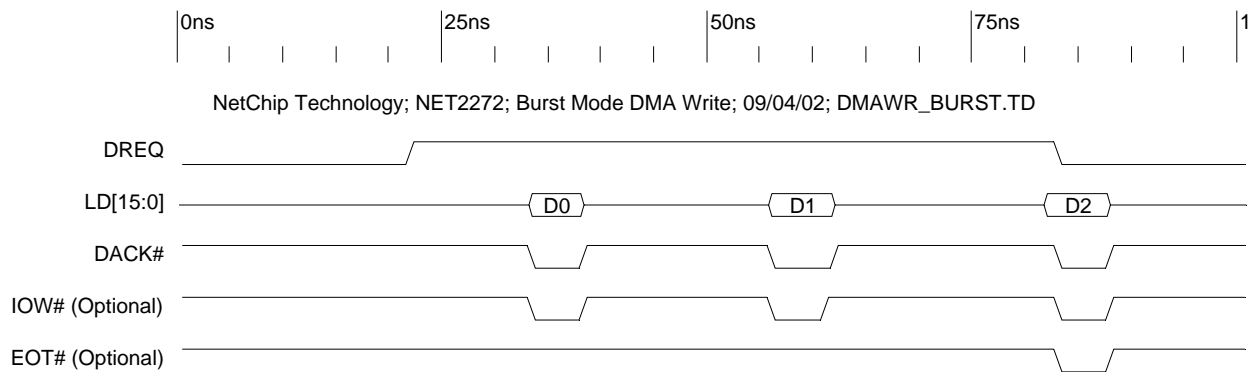 0ns 25ns 50ns 75ns 1
NetChip Technology; NET2272; Burst Mode DMA Write; 09/04/02; DMAWR_BURST.TD
DREQ
LD[15:0] D0 D1 D2
DACK#
IOW# (Optional)
EOT# (Optional)